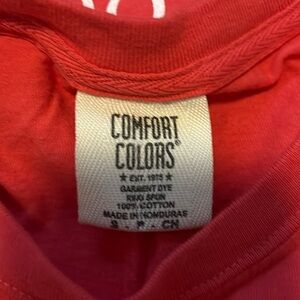 COMFORT
COLORS®
★ EST. 1975 ★
GARMENT DYE
RING SPUN
100% COTTON
MADE IN HONDURAS
S - P - CH